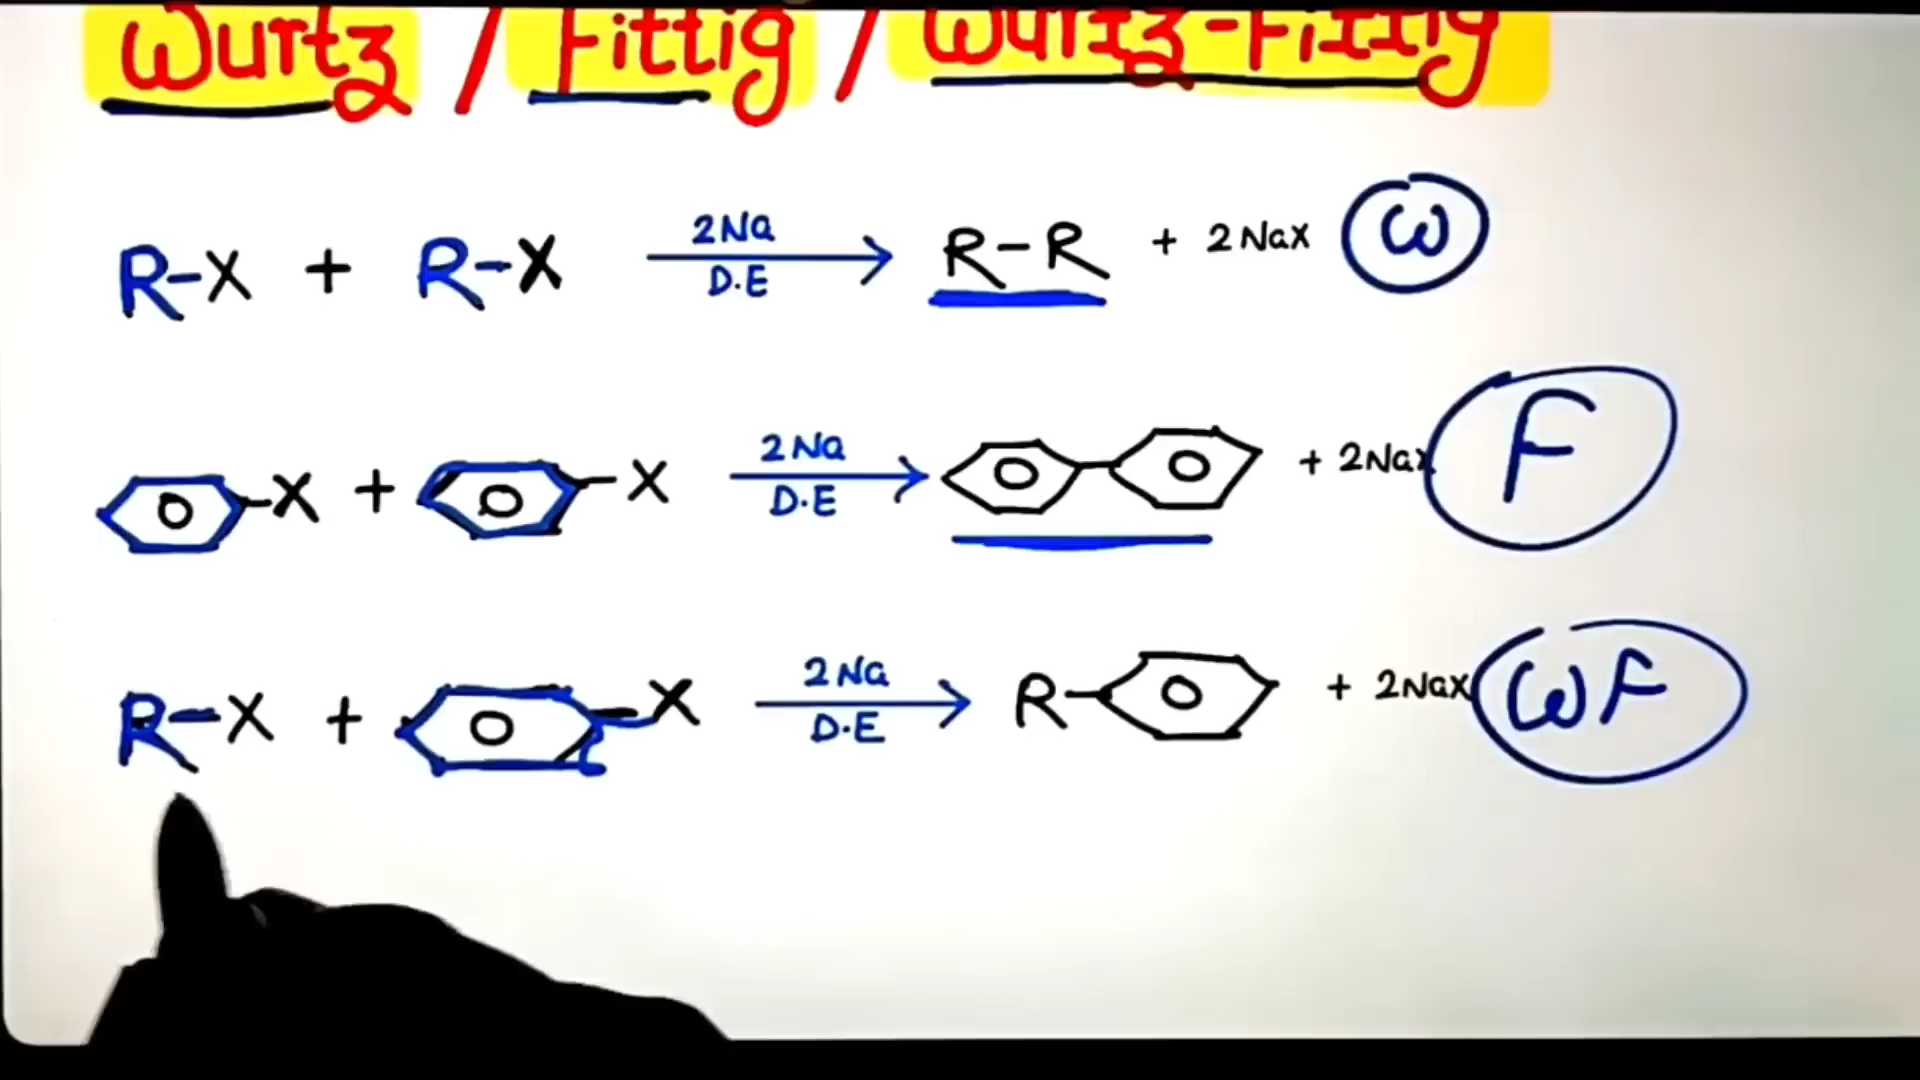 Wurtz / Fittig / Wurtz-Fittig
R-X + R-X 2Na D.E R-R + 2NaX W
-X + -X 2Na D.E + 2NaX F
R-X + -X 2Na D.E R- + 2NaX WF